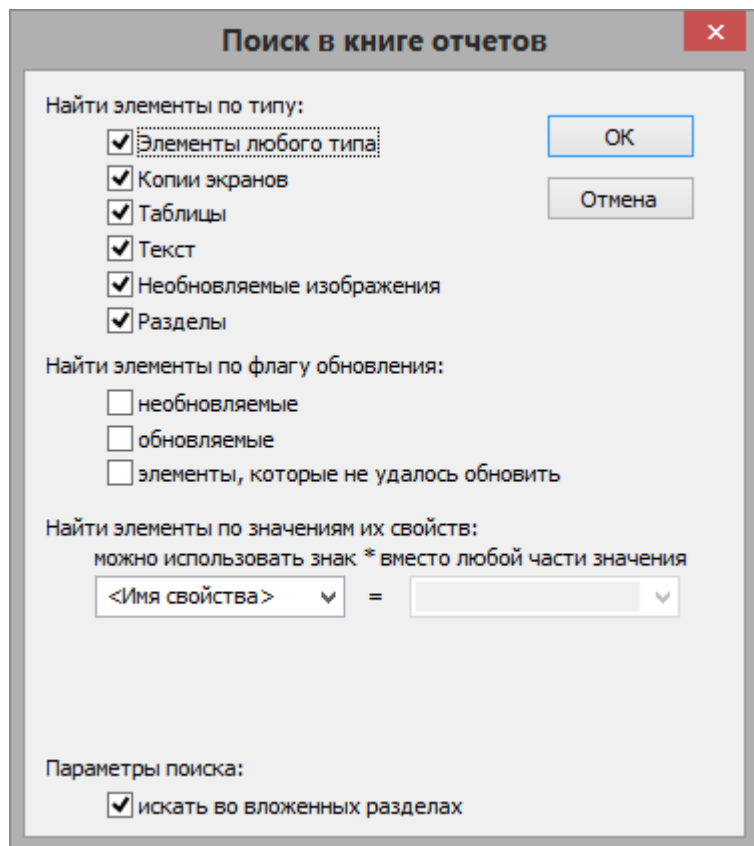 Поиск в книге отчетов
Найти элементы по типу:
Элементы любого типа
OK
Копии экранов
Отмена
Таблицы
Текст
Необновляемые изображения
Разделы
Найти элементы по флагу обновления:
необновляемые
обновляемые
элементы, которые не удалось обновить
Найти элементы по значениям их свойств:
можно использовать знак * вместо любой части значения
<Имя свойства> =
Параметры поиска:
искать во вложенных разделах